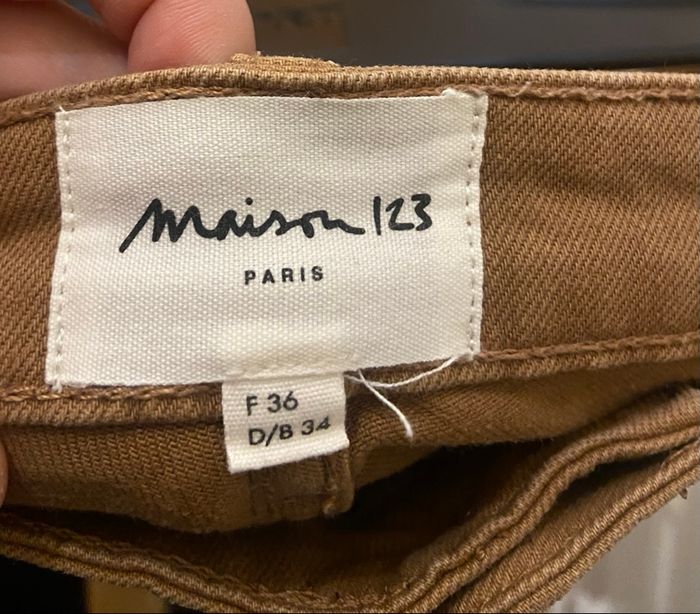 maison 123
PARIS
F 36
D/B 34